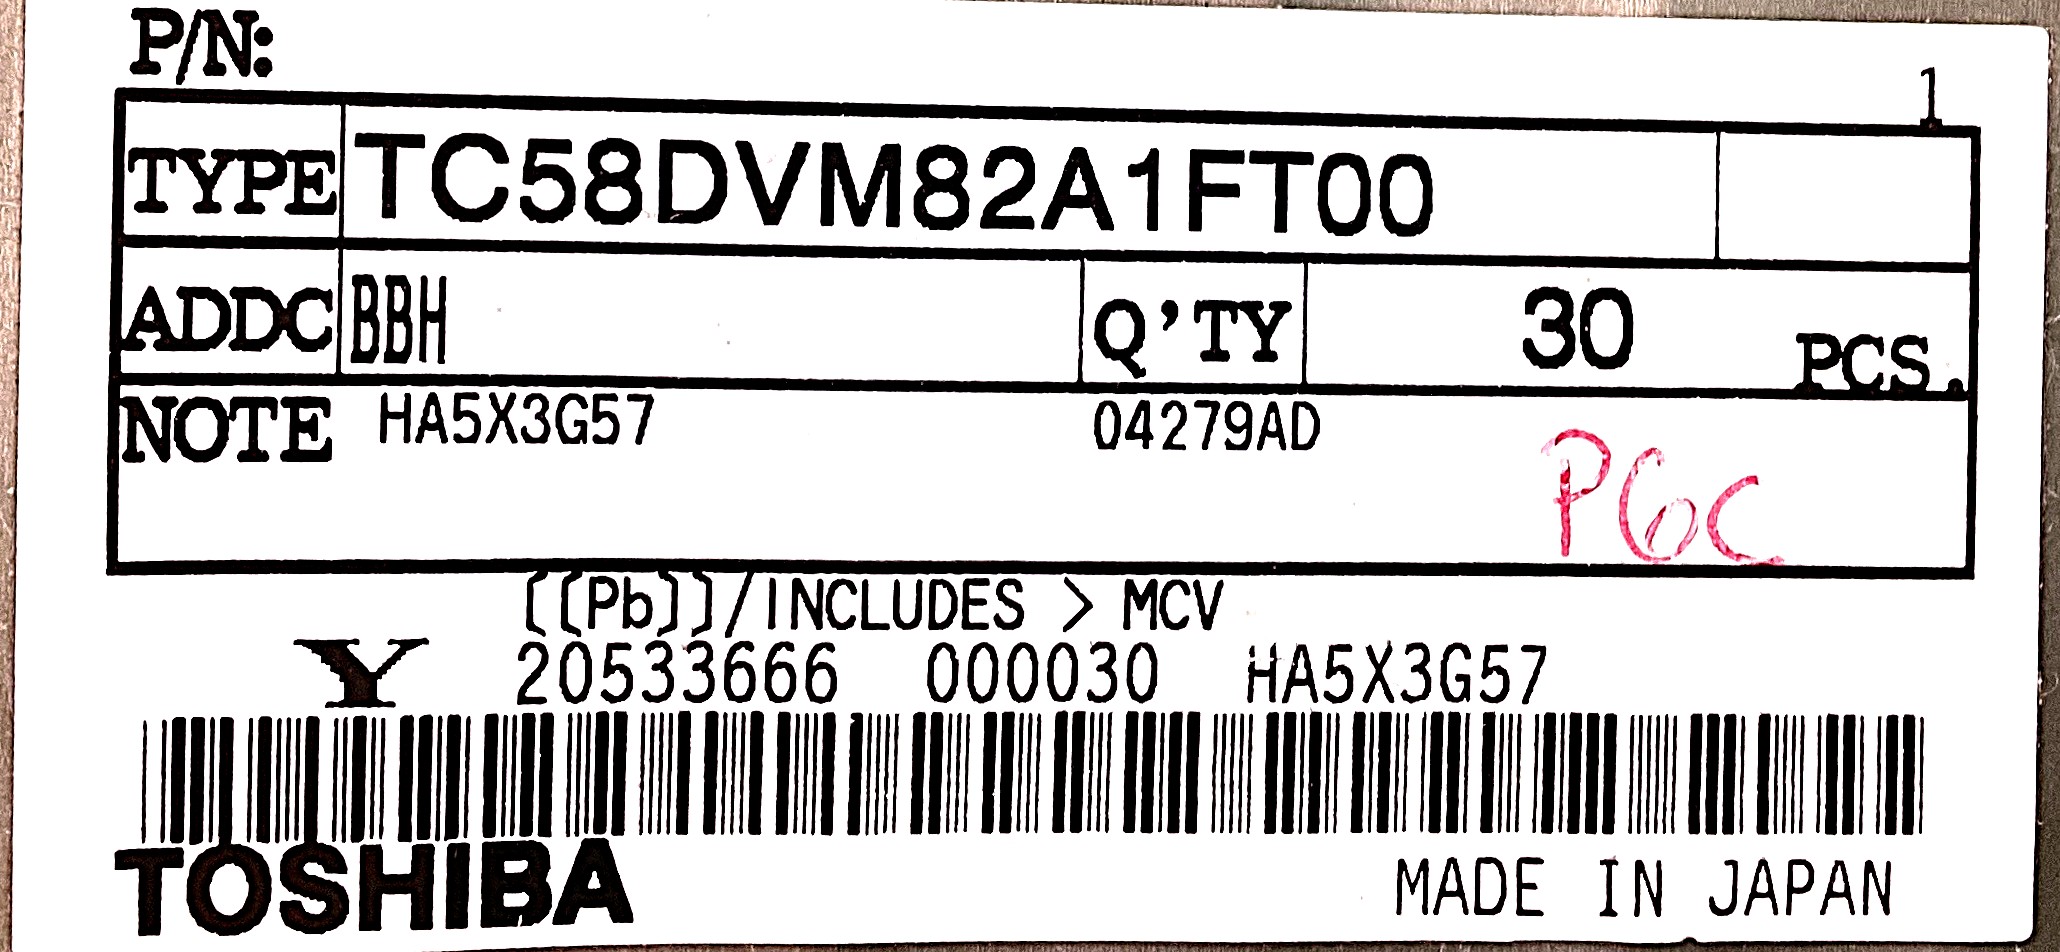 P/N:
1
TYPE TC58DVM82A1FT00
ADDC BBH Q'TY 30 PCS.
NOTE HA5X3G57 04279AD
PGC
[[Pb]]/INCLUDES > MCV
Y 20533666 000030 HA5X3G57
TOSHIBA MADE IN JAPAN